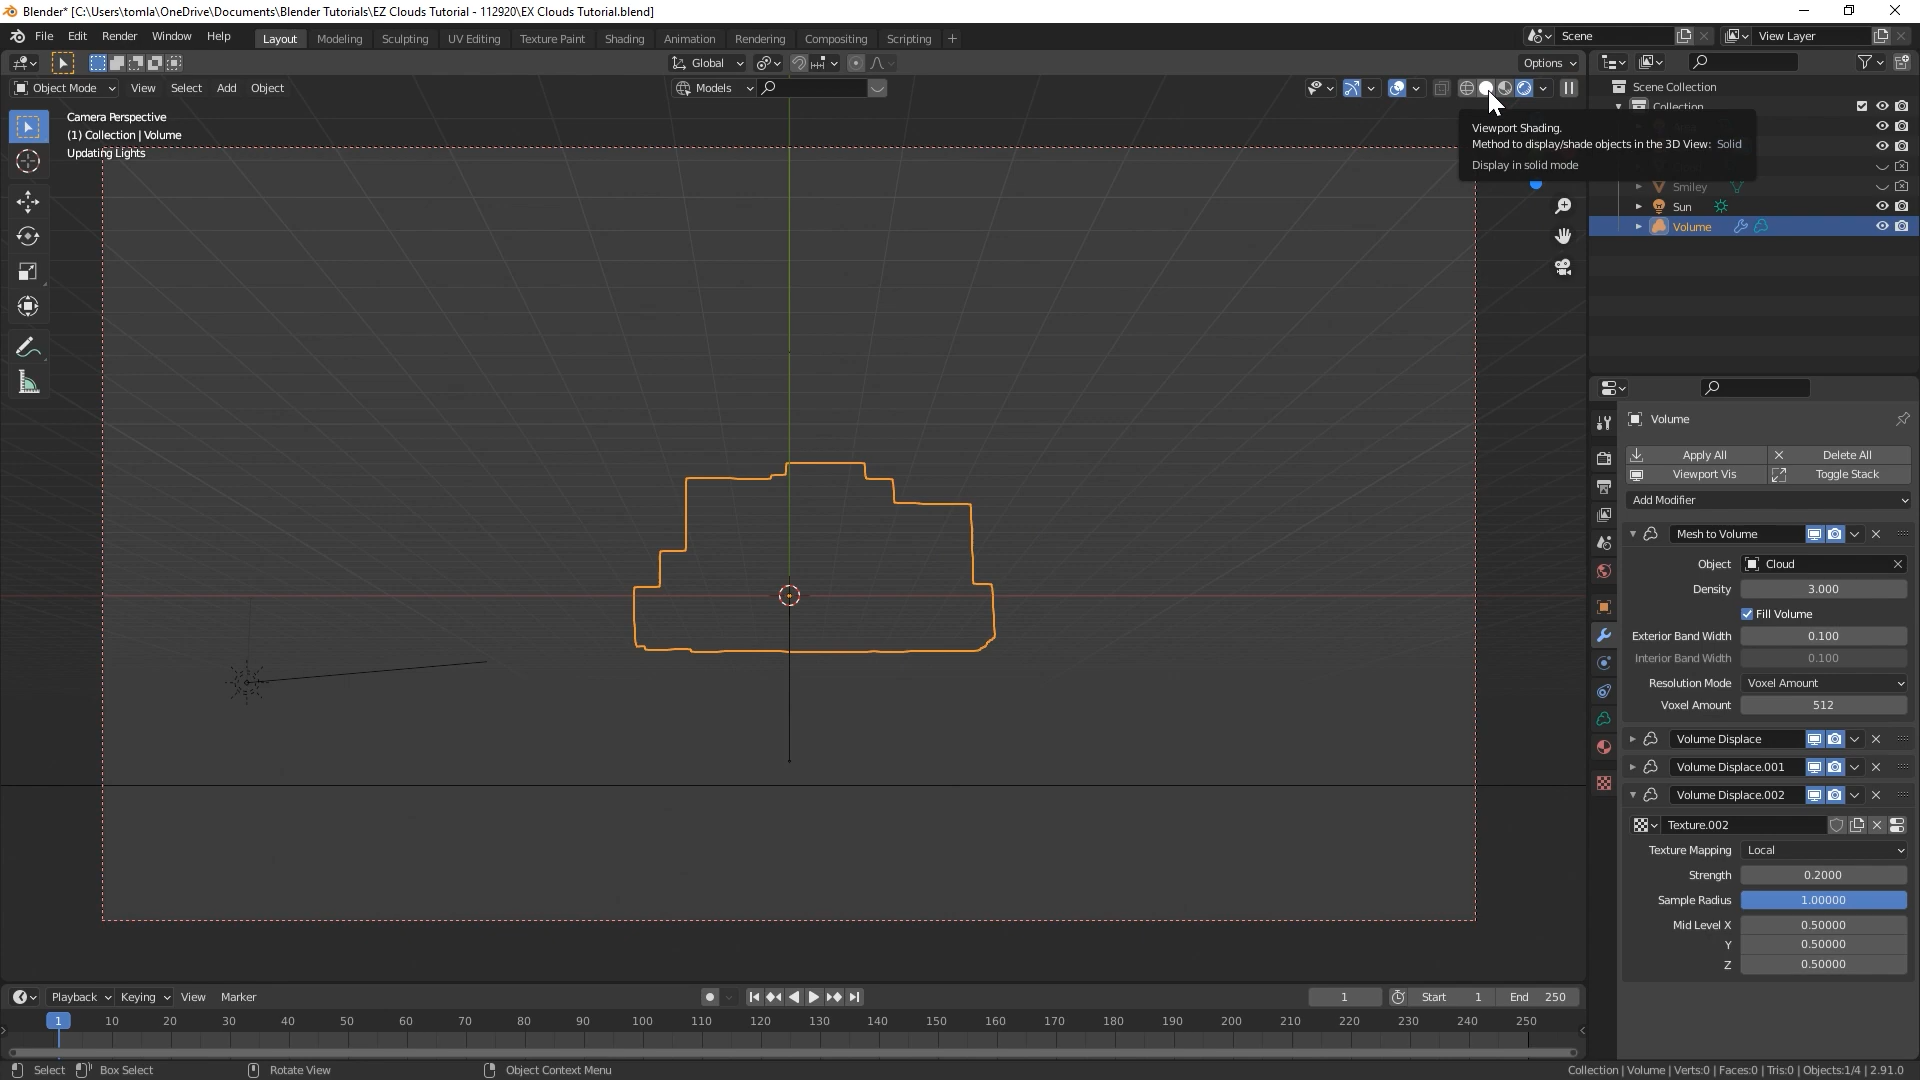 Blender* [C:\Users\tomla\OneDrive\Documents\Blender Tutorials\EZ Clouds Tutorial - 112920\EX Clouds Tutorial.blend]
File Edit Render Window Help
Layout Modeling Sculpting UV Editing Texture Paint Shading Animation Rendering Compositing Scripting +
Scene
View Layer
Global
Options
Object Mode View Select Add Object
Models
Camera Perspective
(1) Collection | Volume
Updating Lights
Viewport Shading.
Method to display/shade objects in the 3D View: Solid
Display in solid mode
Scene Collection
Collection
Smiley
Sun
Volume
Volume
Apply All
Delete All
Viewport Vis
Toggle Stack
Add Modifier
Mesh to Volume
Object Cloud
Density 3.000
Fill Volume
Exterior Band Width 0.100
Interior Band Width 0.100
Resolution Mode Voxel Amount
Voxel Amount 512
Volume Displace
Volume Displace.001
Volume Displace.002
Texture.002
Texture Mapping Local
Strength 0.2000
Sample Radius 1.00000
Mid Level X 0.50000
Y 0.50000
Z 0.50000
Playback Keying View Marker
1
Start 1
End 250
1 10 20 30 40 50 60 70 80 90 100 110 120 130 140 150 160 170 180 190 200 210 220 230 240 250
Select Box Select Rotate View Object Context Menu
Collection | Volume | Verts:0 | Faces:0 | Tris:0 | Objects:1/4 | 2.91.0